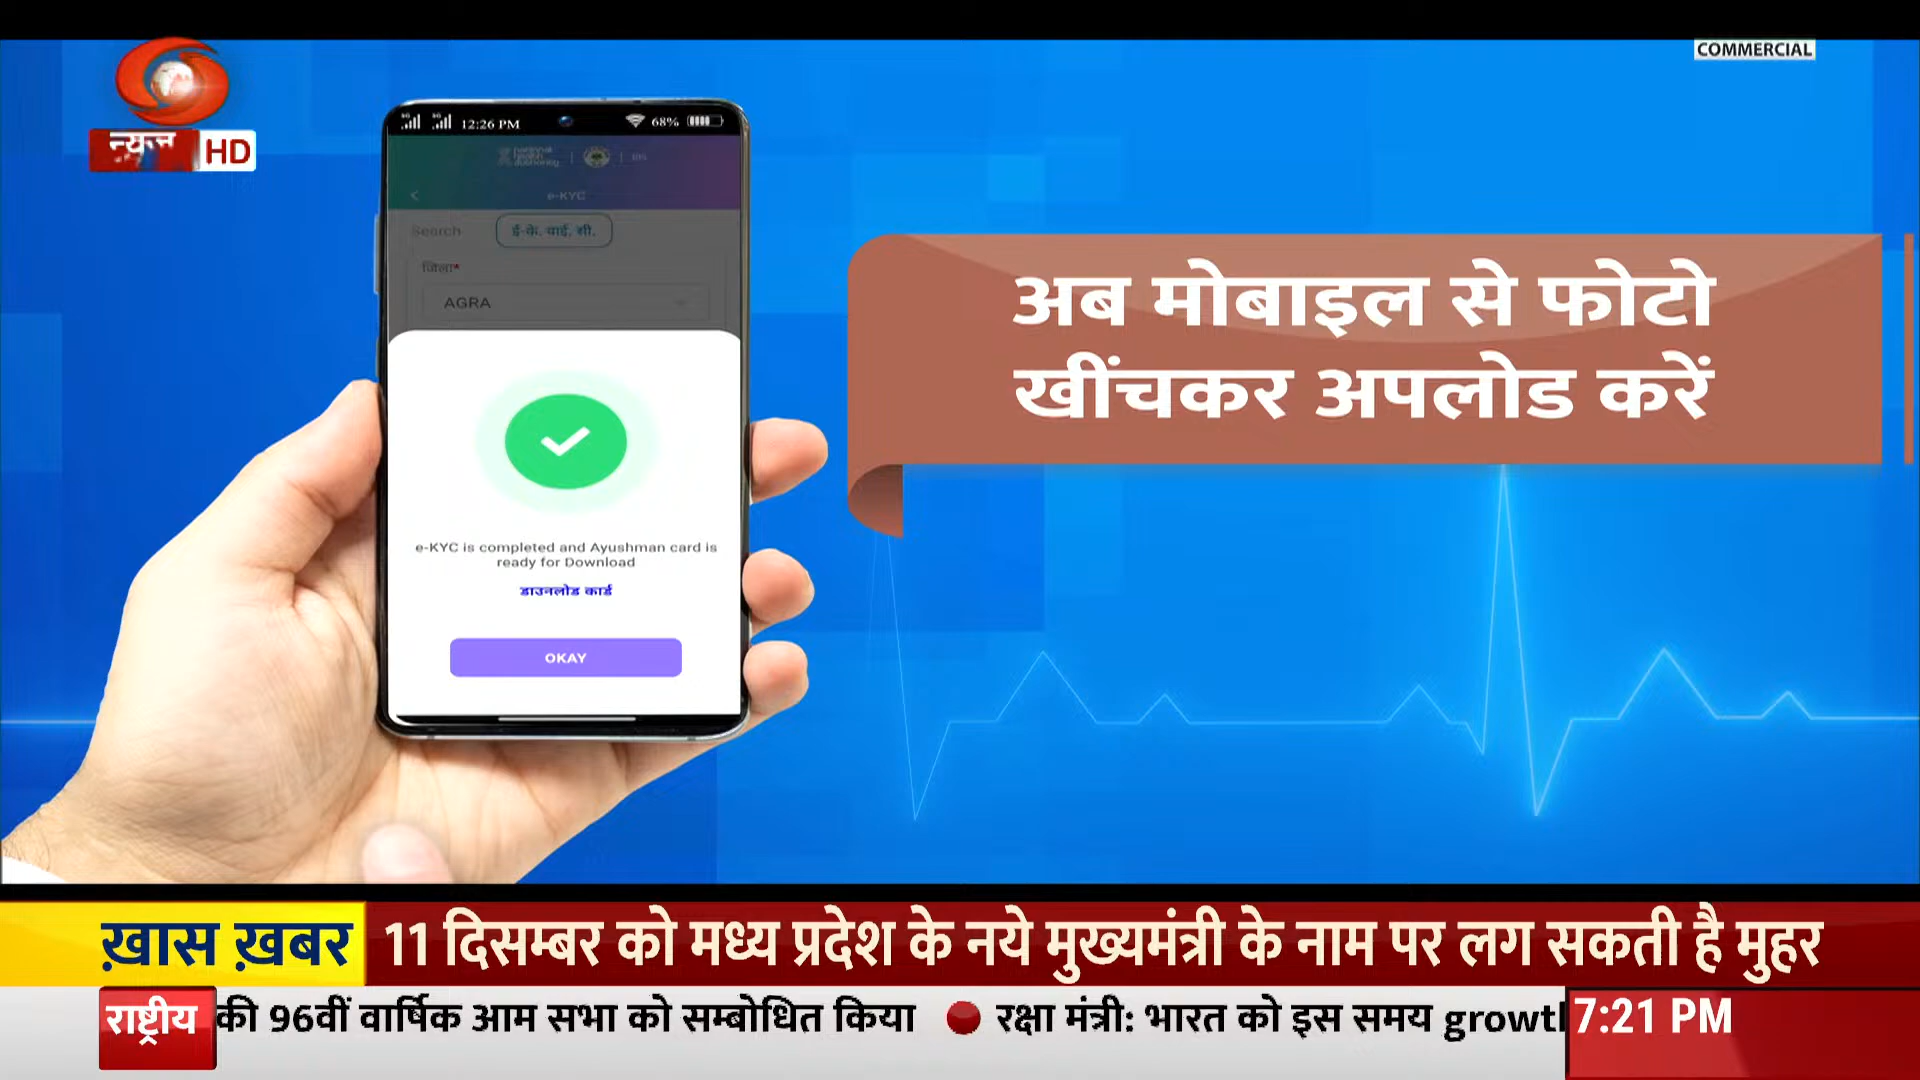 COMMERCIAL
HD
12:26 PM
68%
e-KYC
Search
ई-के. वाई. सी.
जिला*
AGRA
e-KYC is completed and Ayushman card is
ready for Download
डाउनलोड कार्ड
OKAY
अब मोबाइल से फोटो
खींचकर अपलोड करें
ख़ास ख़बर
11 दिसम्बर को मध्य प्रदेश के नये मुख्यमंत्री के नाम पर लग सकती है मुहर
राष्ट्रीय
की 96वीं वार्षिक आम सभा को सम्बोधित किया
रक्षा मंत्री: भारत को इस समय growt
7:21 PM